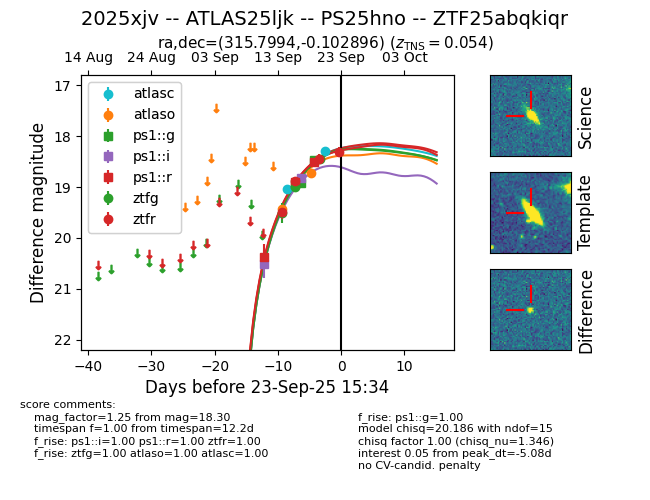 2025xjv -- ATLAS25ljk -- PS25hno -- ZTF25abqkiqr
ra,dec=(315.7994,-0.102896) (zTNS = 0.054)
14 Aug 24 Aug 03 Sep 13 Sep 23 Sep 03 Oct
17
18
19
20
21
22
Difference magnitude
atlasc
atlaso
ps1::g
ps1::i
ps1::r
ztfg
ztfr
−40 −30 −20 −10 0 10
Days before 23-Sep-25 15:34
Science
Template
Difference
score comments:
mag_factor=1.25 from mag=18.30
timespan f=1.00 from timespan=12.2d
f_rise: ps1::i=1.00 ps1::r=1.00 ztfr=1.00
f_rise: ztfg=1.00 atlaso=1.00 atlasc=1.00
f_rise: ps1::g=1.00
model chisq=20.186 with ndof=15
chisq factor 1.00 (chisq_nu=1.346)
interest 0.05 from peak_dt=-5.08d
no CV-candid. penalty